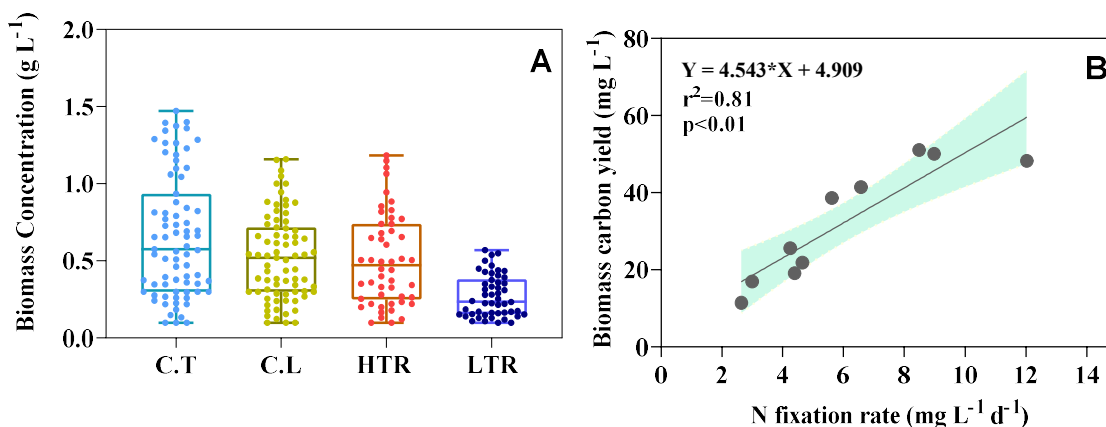 A
Biomass Concentration (g L⁻¹)
2.0
1.5
1.0
0.5
0.0
C.T C.L HTR LTR
B
Y = 4.543*X + 4.909
r²=0.81
p<0.01
Biomass carbon yield (mg L⁻¹)
80
60
40
20
0
0 2 4 6 8 10 12 14
N fixation rate (mg L⁻¹ d⁻¹)